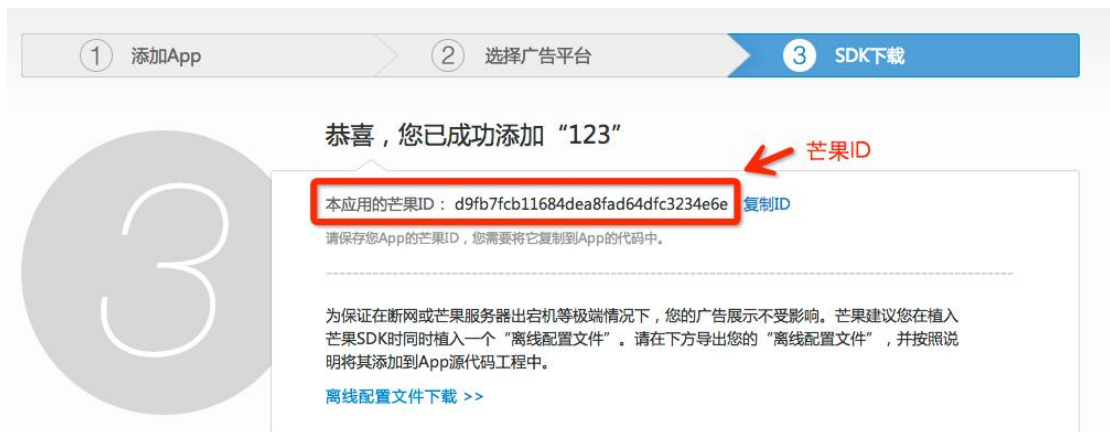 1 添加App
2 选择广告平台
3 SDK下载
3
恭喜，您已成功添加“123”
芒果ID
本应用的芒果ID： d9fb7fcb11684dea8fad64dfc3234e6e 复制ID
请保存您App的芒果ID，您需要将它复制到App的代码中。
为保证在断网或芒果服务器出宕机等极端情况下，您的广告展示不受影响。芒果建议您在植入
芒果SDK时同时植入一个“离线配置文件”。请在下方导出您的“离线配置文件”，并按照说
明将其添加到App源代码工程中。
离线配置文件下载 >>